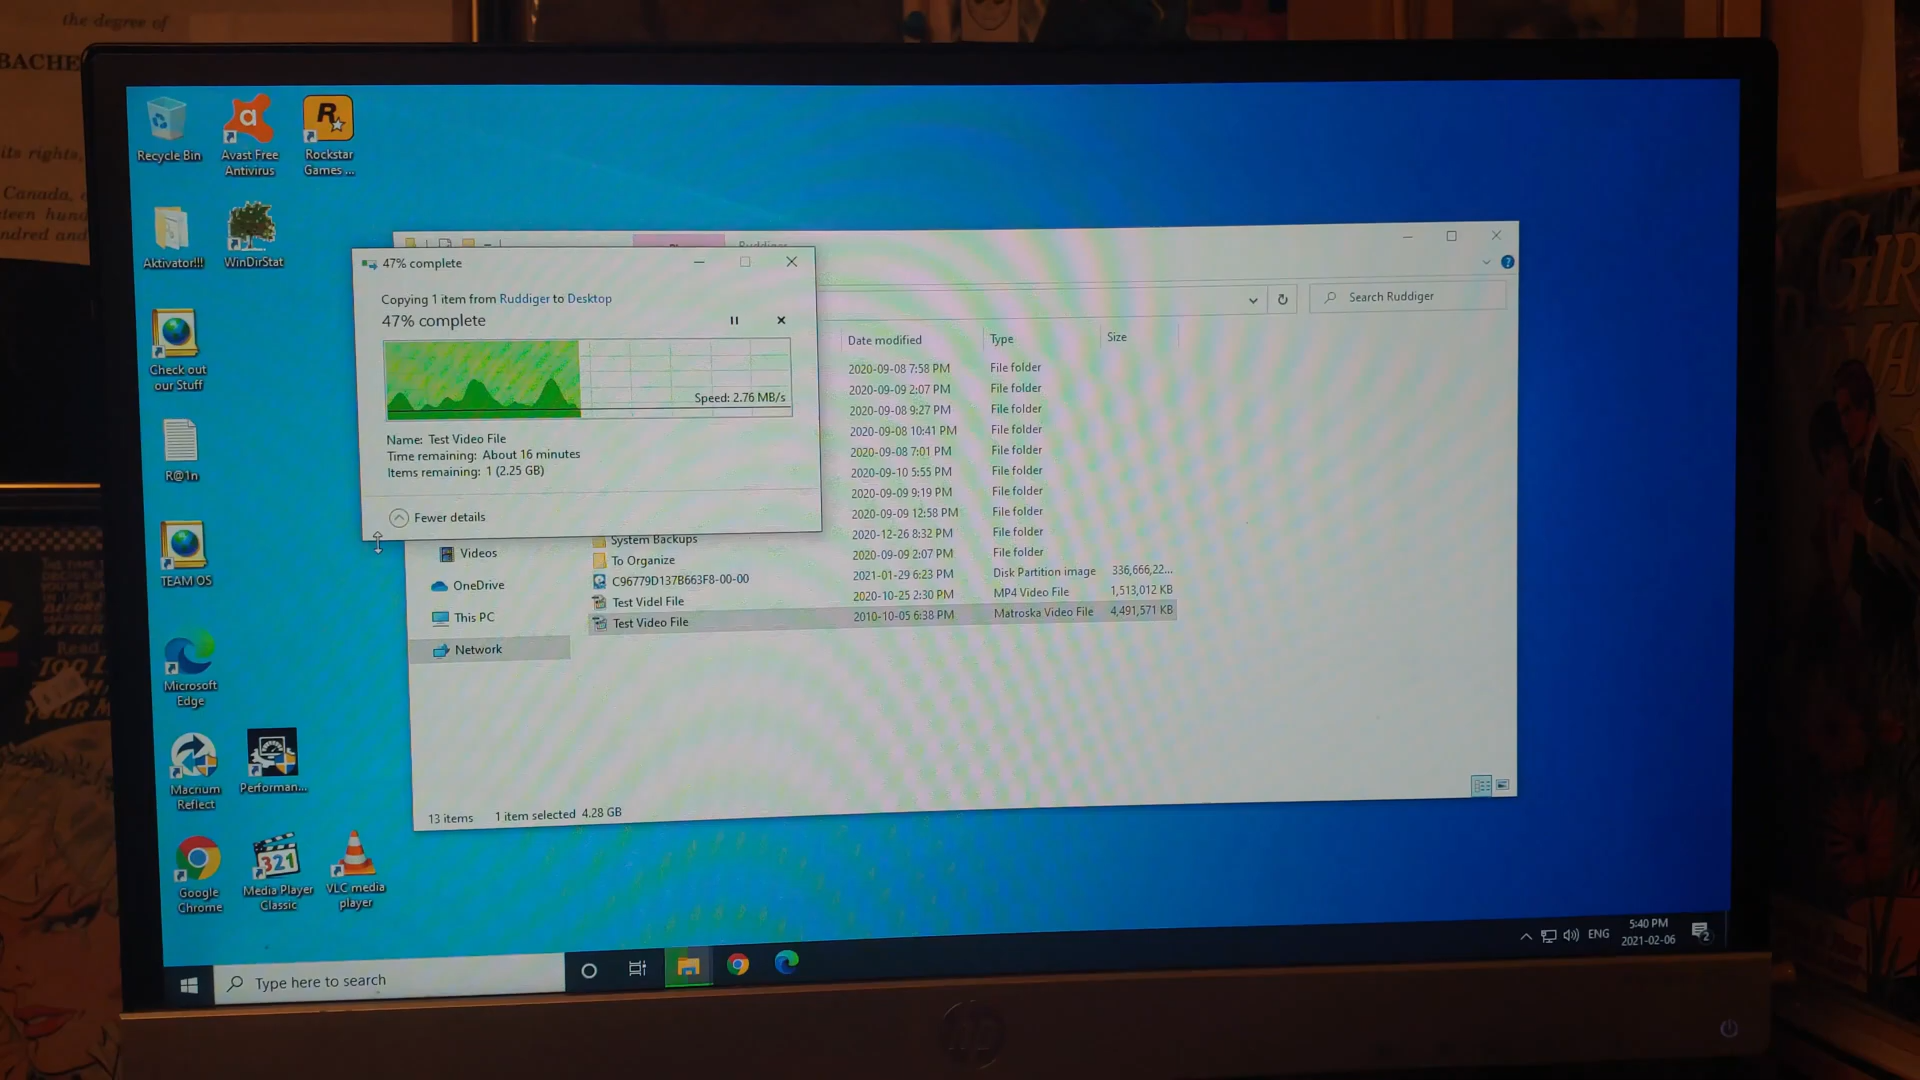 the degree of
BACHE
its rights,
Canada,
teen hund
ndred and
Recycle Bin
a
Avast Free
Antivirus
R
Rockstar
Games ...
Aktivator!!!
WinDirStat
Check out
our Stuff
R@1n
TEAM OS
Microsoft
Edge
Macrium
Reflect
Performan...
Google
Chrome
321
Media Player
Classic
VLC media
player
47% complete
Copying 1 item from Ruddiger to Desktop
47% complete
Speed: 2.76 MB/s
Name: Test Video File
Time remaining: About 16 minutes
Items remaining: 1 (2.25 GB)
Fewer details
Ruddiger
Search Ruddiger
Date modified Type Size
2020-09-08 7:58 PM File folder
2020-09-09 2:07 PM File folder
2020-09-08 9:27 PM File folder
2020-09-08 10:41 PM File folder
2020-09-08 7:01 PM File folder
2020-09-10 5:55 PM File folder
2020-09-09 9:19 PM File folder
2020-09-09 12:58 PM File folder
System Backups 2020-12-26 8:32 PM File folder
To Organize 2020-09-09 2:07 PM File folder
C96779D137B663F8-00-00 2021-01-29 6:23 PM Disk Partition image 336,666,22...
Test Videl File 2020-10-25 2:30 PM MP4 Video File 1,513,012 KB
Test Video File 2010-10-05 6:38 PM Matroska Video File 4,491,571 KB
Videos
OneDrive
This PC
Network
13 items 1 item selected 4.28 GB
Type here to search
ENG
5:40 PM
2021-02-06
2
hp
GIR
MA
AFTER
Read
TOO L
YOUR M